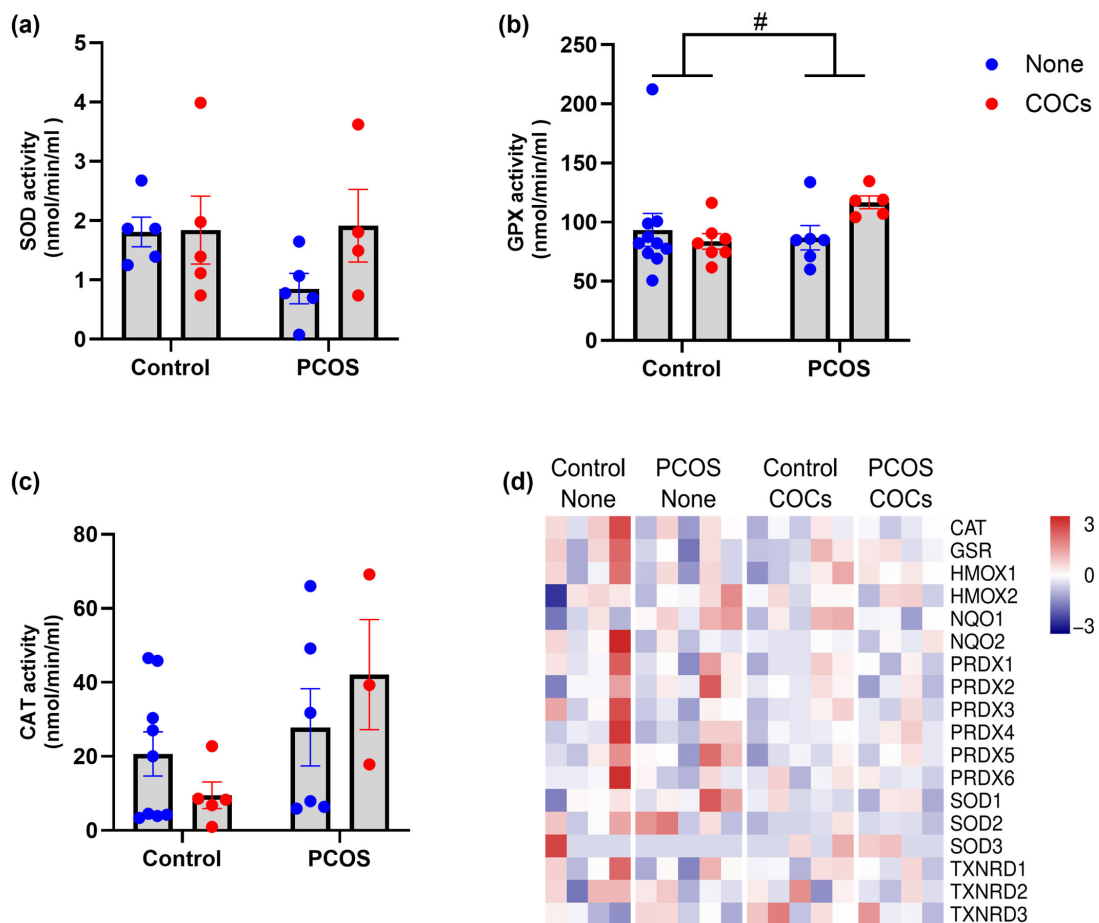 (a)
SOD activity
(nmol/min/ml )
5
4
3
2
1
0
Control PCOS
(b)
GPX activity
(nmol/min/ml )
250
200
150
100
50
0
#
Control PCOS
None
COCs
(c)
CAT activity
(nmol/min/ml)
80
60
40
20
0
Control PCOS
(d)
Control PCOS Control PCOS
None None COCs COCs
CAT
GSR
HMOX1
HMOX2
NQO1
NQO2
PRDX1
PRDX2
PRDX3
PRDX4
PRDX5
PRDX6
SOD1
SOD2
SOD3
TXNRD1
TXNRD2
TXNRD3
3
0
−3